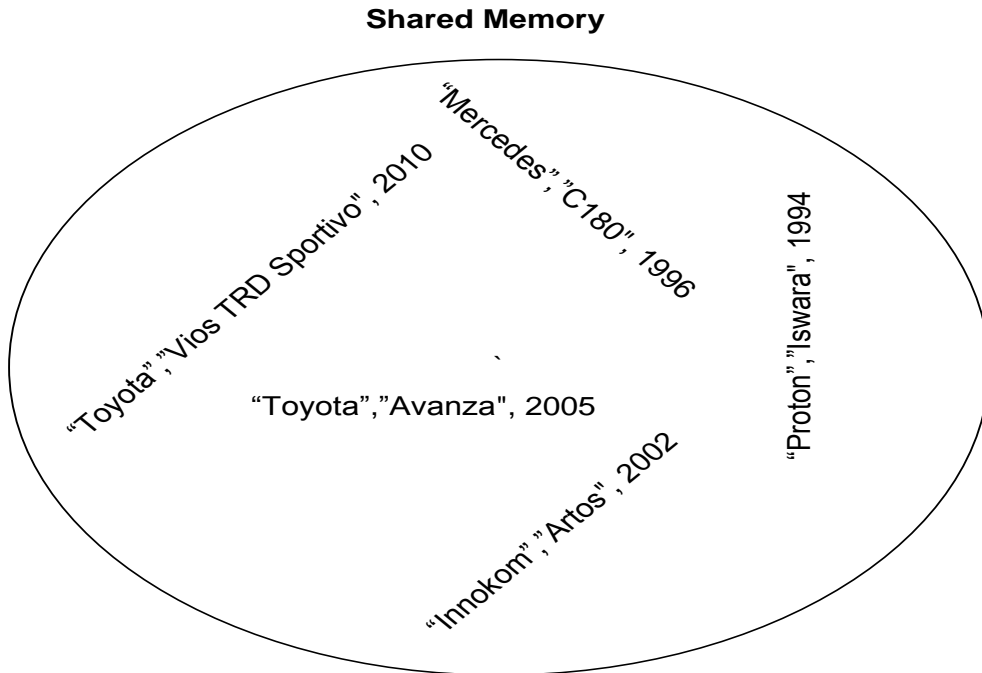 Shared Memory
“Mercedes”,”C180", 1996
“Toyota”,”Vios TRD Sportivo", 2010
“Proton”,”Iswara", 1994
`
“Toyota”,”Avanza", 2005
“Innokom”,”Artos", 2002